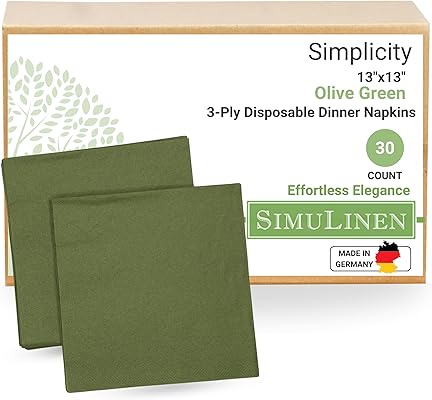 Simplicity
13"x13"
Olive Green
3-Ply Disposable Dinner Napkins
30
COUNT
Effortless Elegance
SIMULINEN
MADE IN
GERMANY